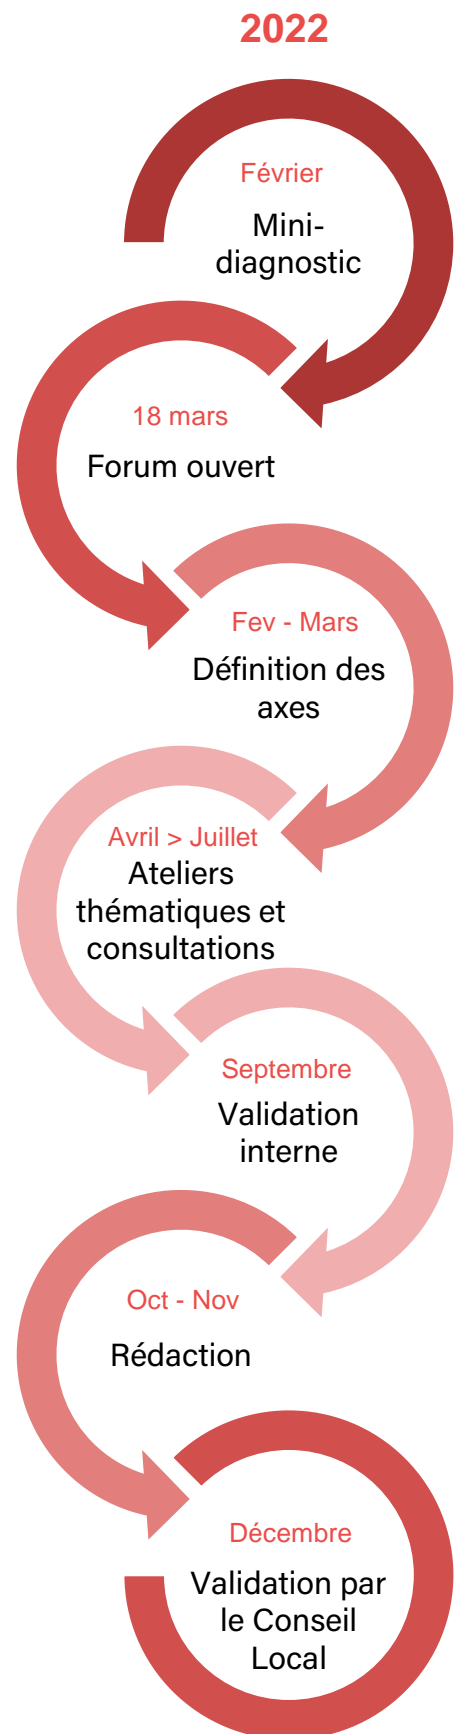 2022
Février
Mini-
diagnostic
18 mars
Forum ouvert
Fev - Mars
Définition des
axes
Avril > Juillet
Ateliers
thématiques et
consultations
Septembre
Validation
interne
Oct - Nov
Rédaction
Décembre
Validation par
le Conseil
Local